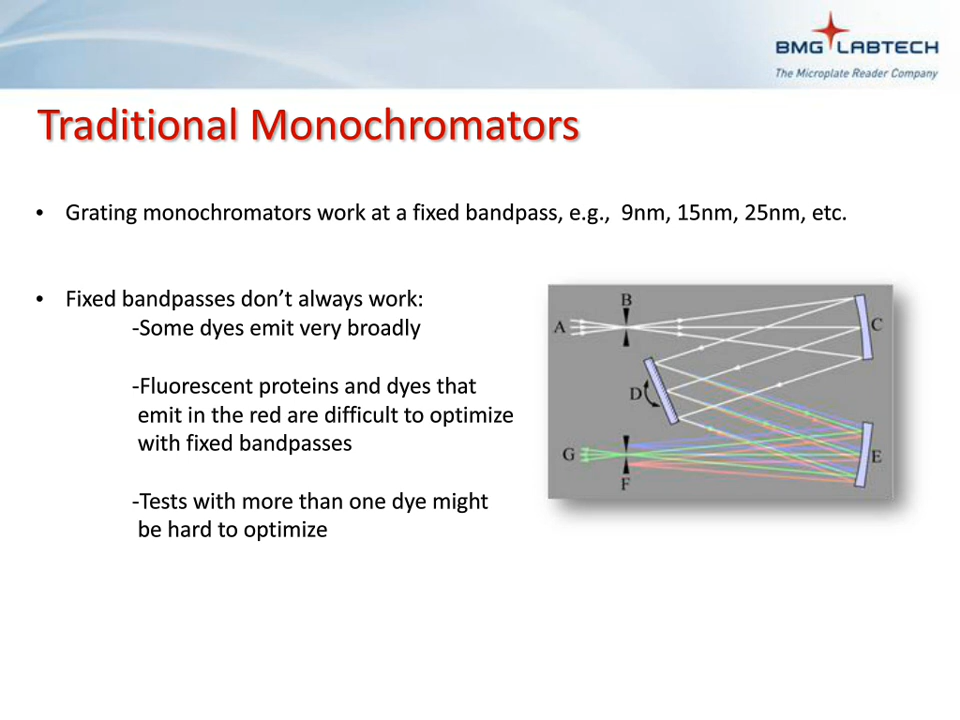 BMG LABTECH
The Microplate Reader Company
Traditional Monochromators
• Grating monochromators work at a fixed bandpass, e.g.,  9nm, 15nm, 25nm, etc.
• Fixed bandpasses don’t always work:
-Some dyes emit very broadly
-Fluorescent proteins and dyes that
emit in the red are difficult to optimize
with fixed bandpasses
-Tests with more than one dye might
be hard to optimize
B
A
C
D
G
E
F